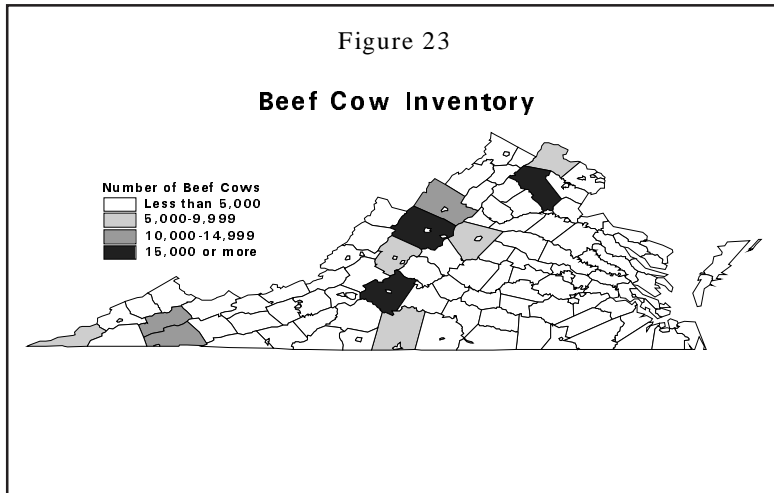 Figure 23
Beef Cow Inventory
Number of Beef Cows
Less than 5,000
5,000-9,999
10,000-14,999
15,000 or more